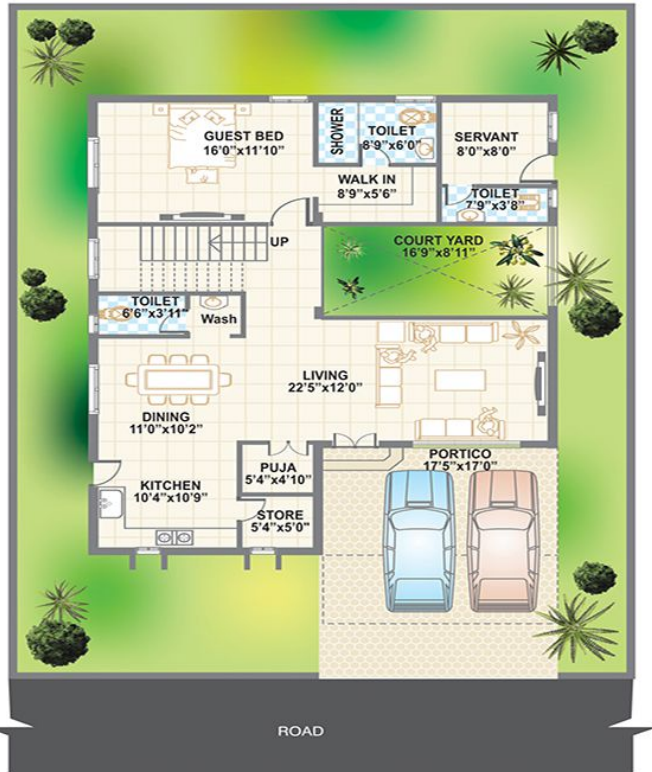 GUEST BED
16'0"x11'10"
SHOWER
TOILET
8'9"x6'0"
SERVANT
8'0"x8'0"
WALK IN
8'9"x5'6"
TOILET
7'9"x3'8"
UP
COURT YARD
16'9"x8'11"
TOILET
6'6"x3'11"
Wash
LIVING
22'5"x12'0"
DINING
11'0"x10'2"
PUJA
5'4"x4'10"
PORTICO
17'5"x17'0"
KITCHEN
10'4"x10'9"
STORE
5'4"x5'0"
ROAD